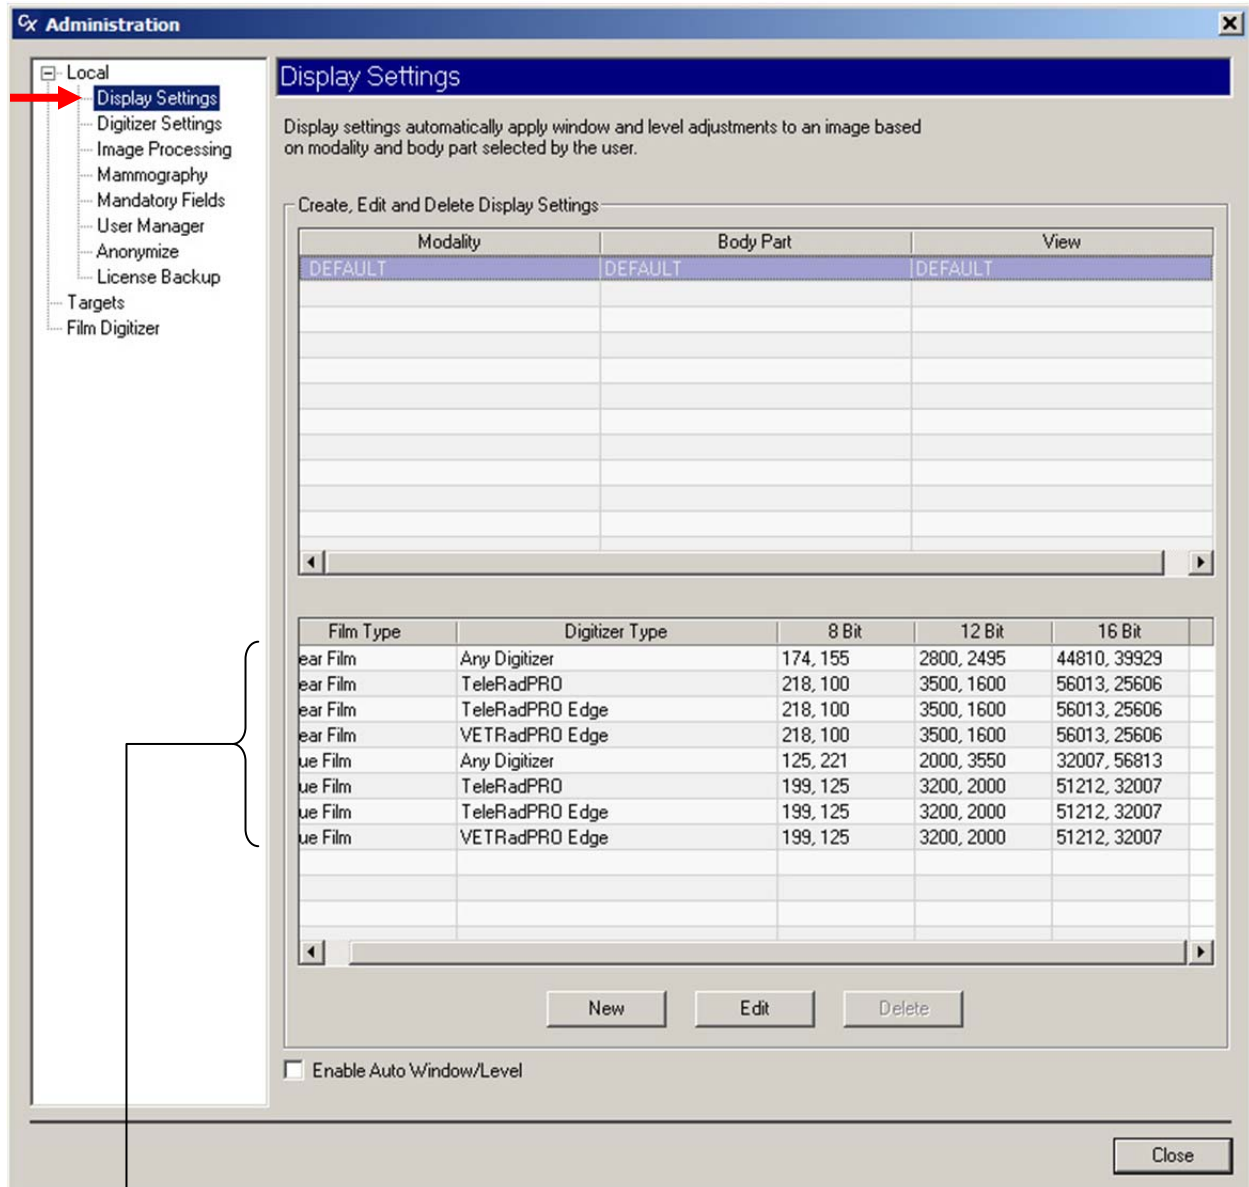 Cx Administration
Local
Display Settings
Digitizer Settings
Image Processing
Mammography
Mandatory Fields
User Manager
Anonymize
License Backup
Targets
Film Digitizer
Display Settings
Display settings automatically apply window and level adjustments to an image based
on modality and body part selected by the user.
Create, Edit and Delete Display Settings
Modality Body Part View
DEFAULT DEFAULT DEFAULT
Film Type Digitizer Type 8 Bit 12 Bit 16 Bit
ear Film Any Digitizer 174, 155 2800, 2495 44810, 39929
ear Film TeleRadPRO 218, 100 3500, 1600 56013, 25606
ear Film TeleRadPRO Edge 218, 100 3500, 1600 56013, 25606
ear Film VETRadPRO Edge 218, 100 3500, 1600 56013, 25606
ue Film Any Digitizer 125, 221 2000, 3550 32007, 56813
ue Film TeleRadPRO 199, 125 3200, 2000 51212, 32007
ue Film TeleRadPRO Edge 199, 125 3200, 2000 51212, 32007
ue Film VETRadPRO Edge 199, 125 3200, 2000 51212, 32007
New Edit Delete
Enable Auto Window/Level
Close